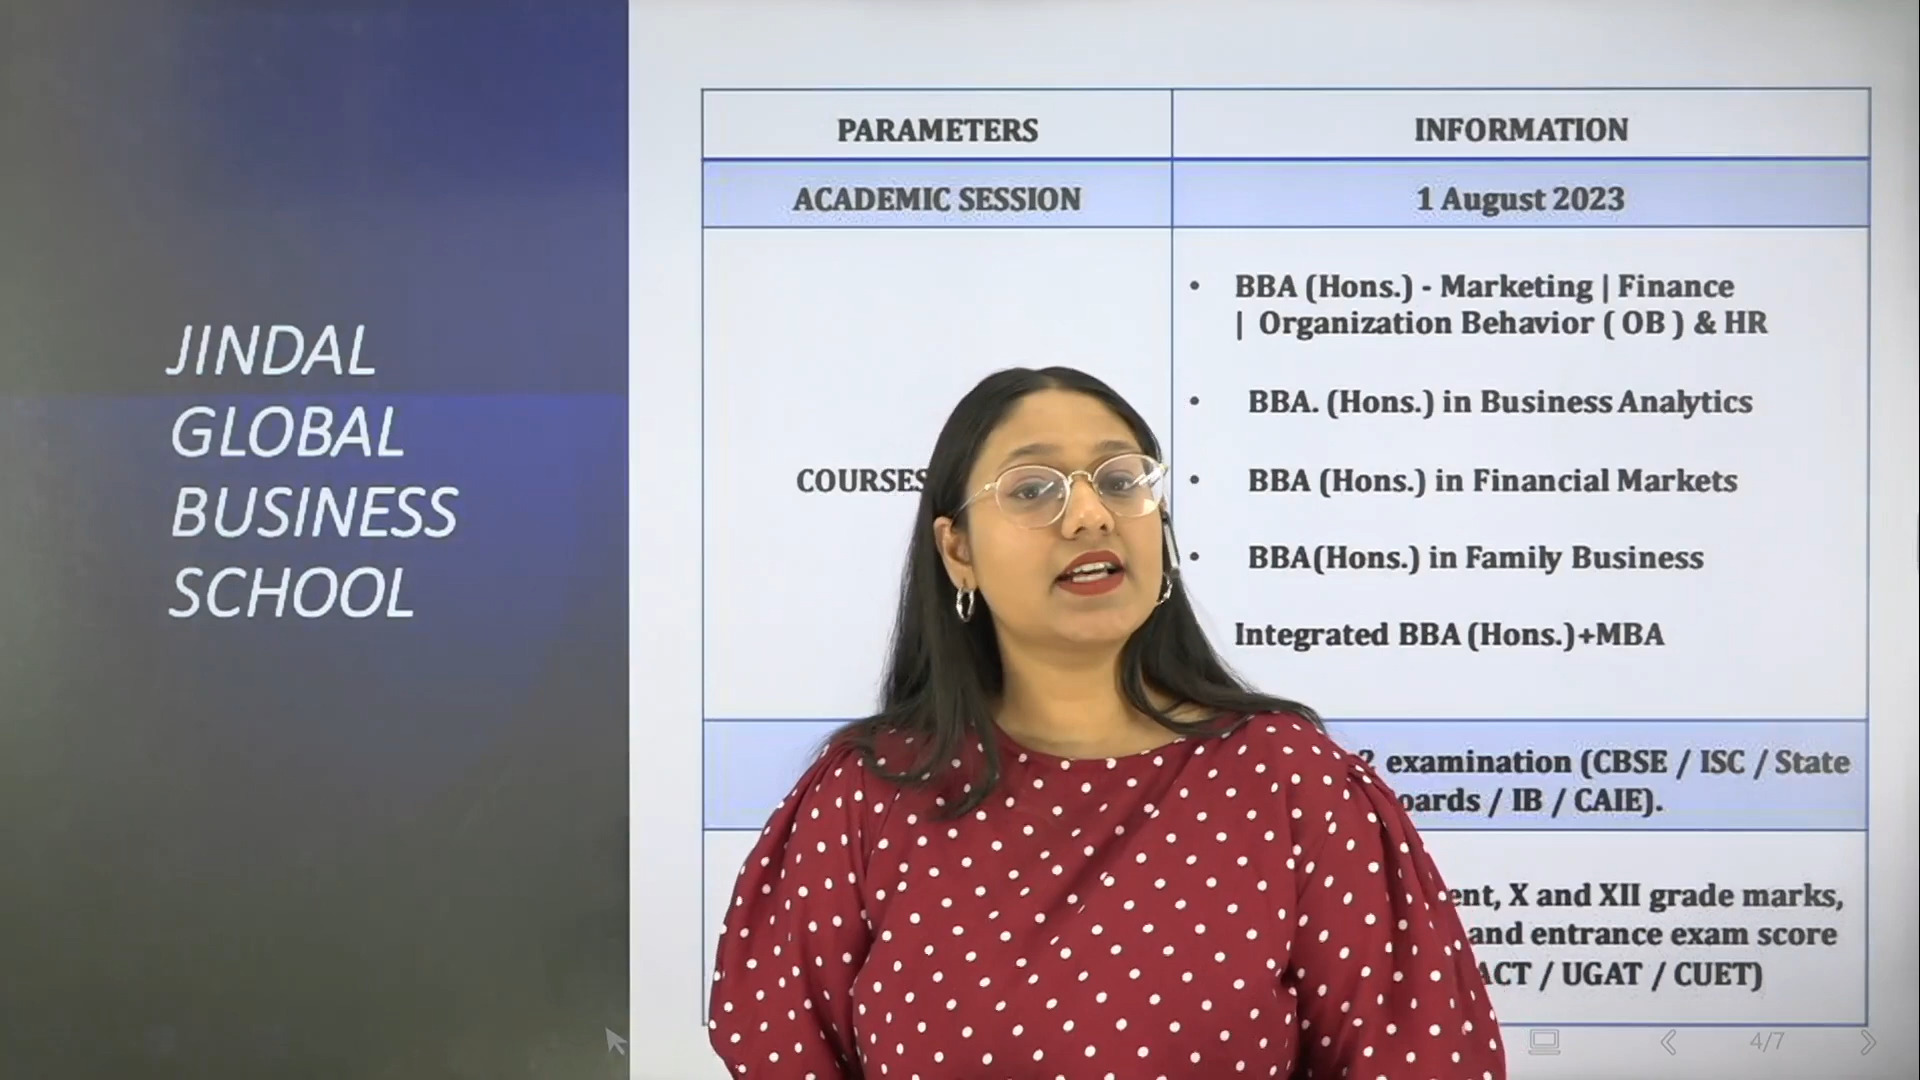 JINDAL
GLOBAL
BUSINESS
SCHOOL
PARAMETERS
INFORMATION
ACADEMIC SESSION
1 August 2023
COURSES
• BBA (Hons.) - Marketing | Finance
| Organization Behavior ( OB ) & HR
• BBA. (Hons.) in Business Analytics
• BBA (Hons.) in Financial Markets
• BBA(Hons.) in Family Business
Integrated BBA (Hons.)+MBA
examination (CBSE / ISC / State
/ IB / CAIE).
X and XII grade marks,
and entrance exam score
ACT / UGAT / CUET)
4/7